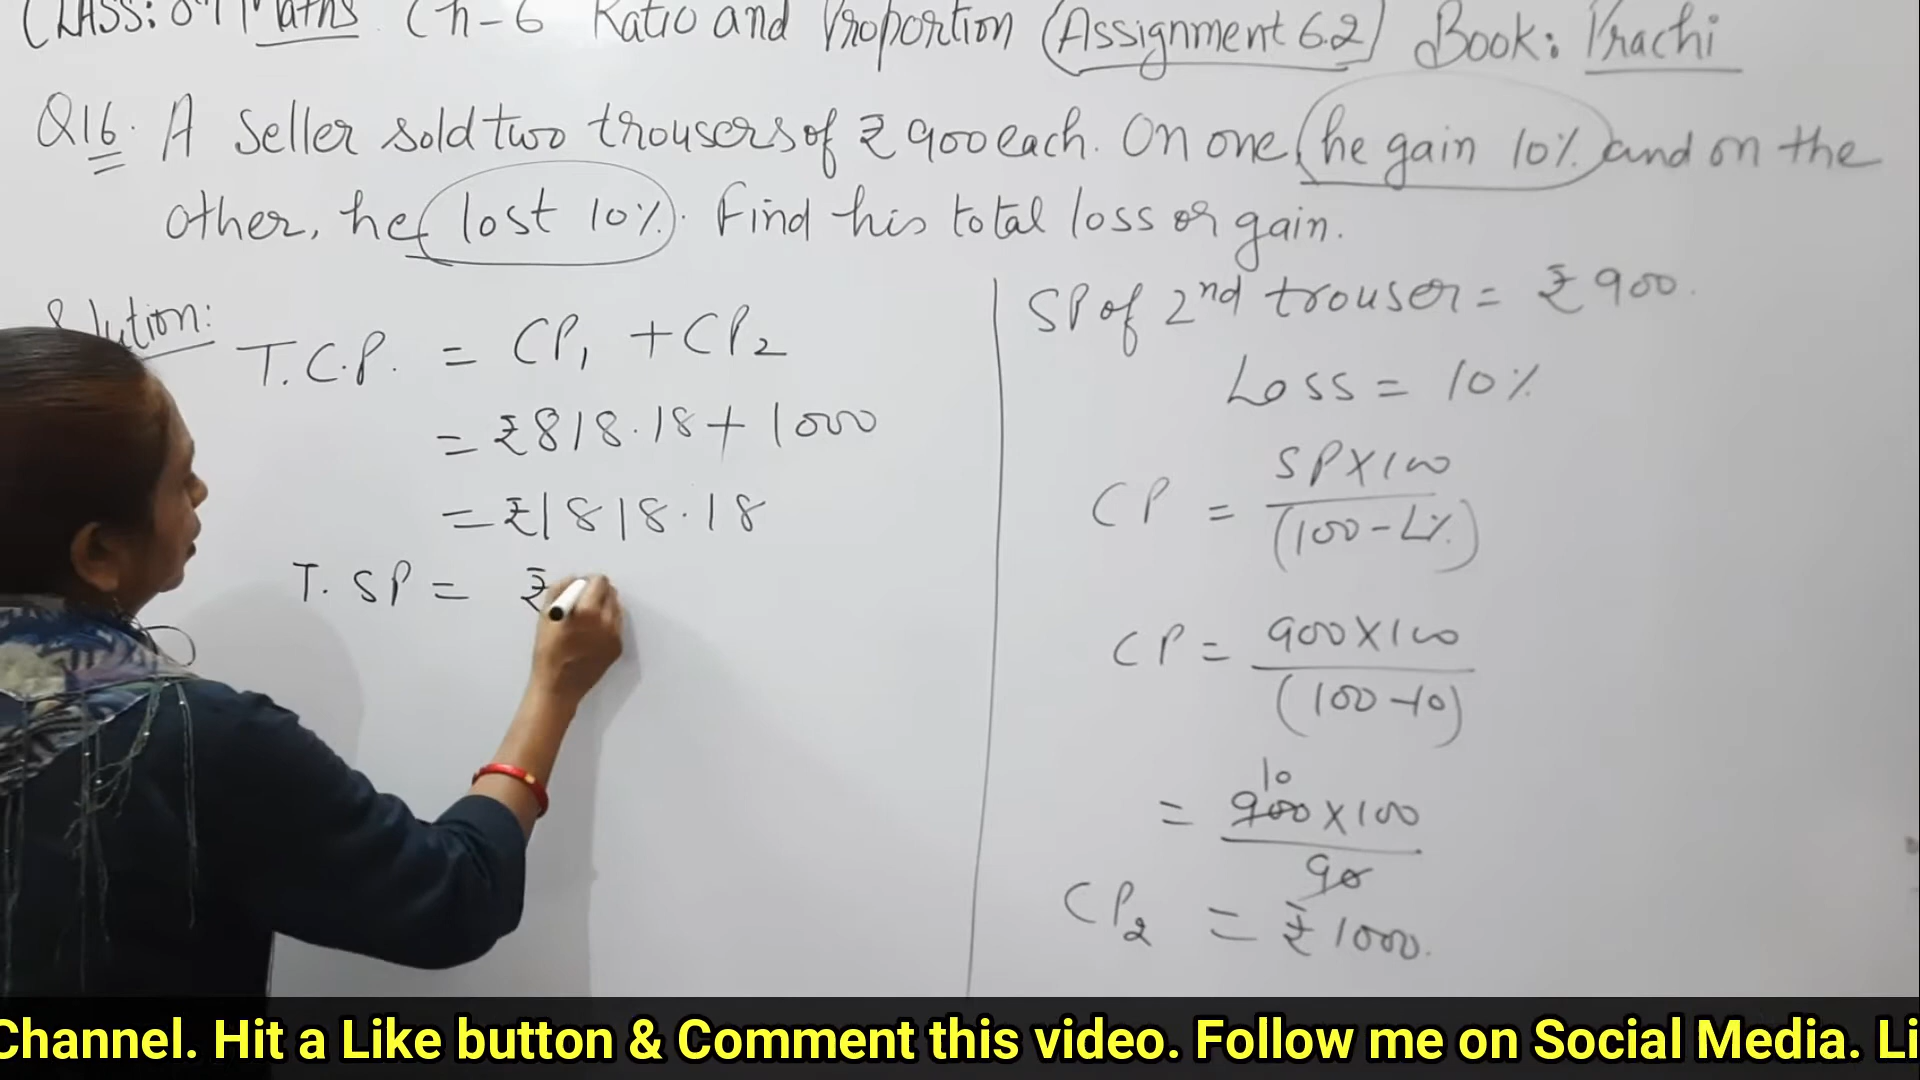 CLASS: 8th Maths Ch-6 Ratio and Proportion (Assignment 6.2) Book: Prachi
Q16. A Seller sold two trousers of ₹900 each. On one, he gain 10% and on the
other, he lost 10%. Find his total loss or gain.
Solution:
T.C.P. = CP₁ + CP₂
= ₹818.18 + 1000
= ₹1818.18
T. SP = ₹
SP of 2nd trouser = ₹900.
Loss = 10%
CP = SP×100
(100-L%)
CP = 900×100
(100-10)
10
= 900×100
90
CP₂ = ₹1000.
Channel. Hit a Like button & Comment this video. Follow me on Social Media. Li